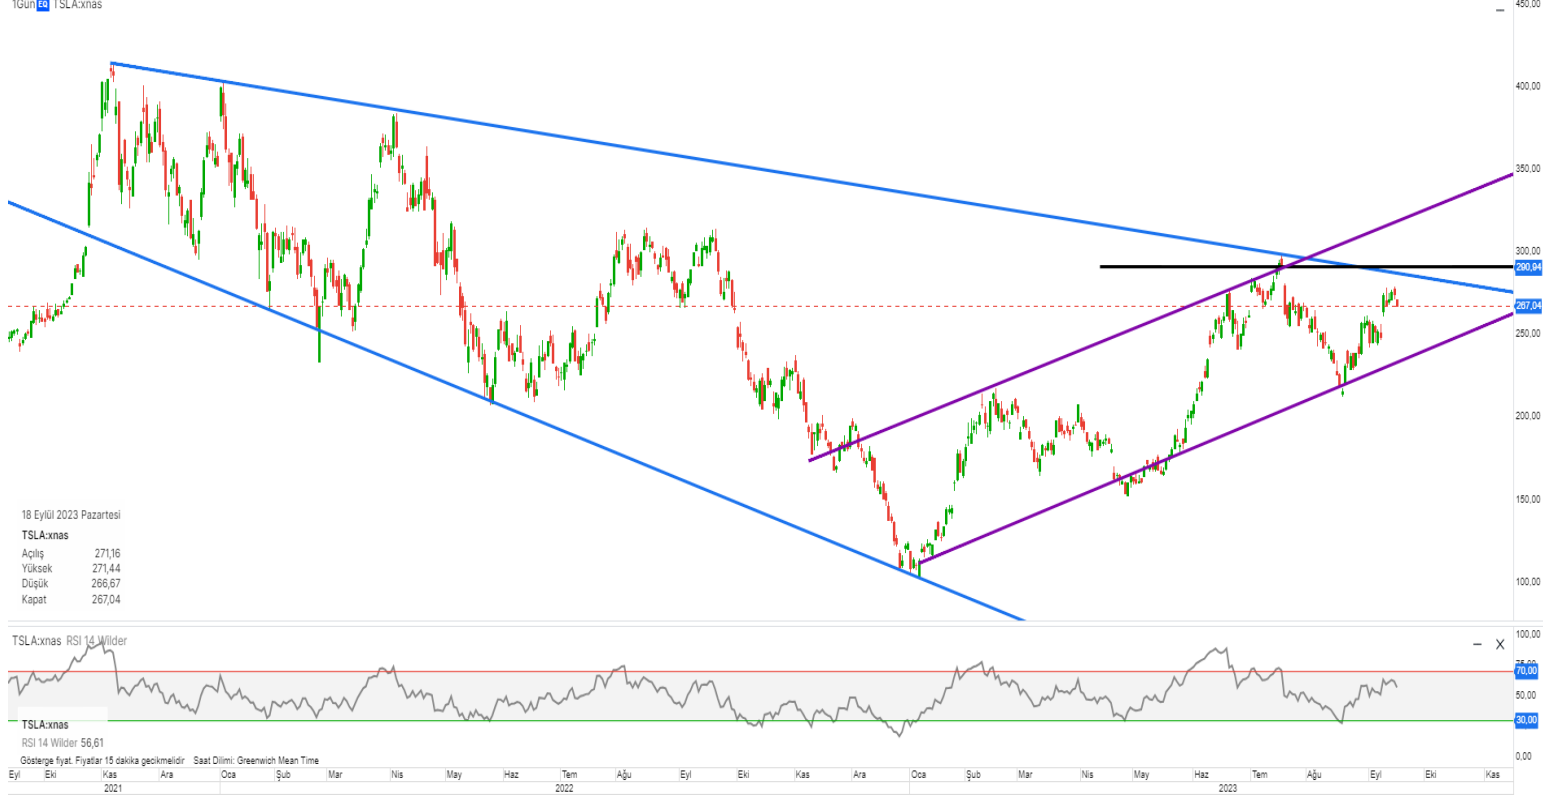 1Gün EQ TSLA:xnas
450,00
400,00
350,00
300,00
290,94
267,04
250,00
200,00
150,00
100,00
18 Eylül 2023 Pazartesi
TSLA:xnas
Açılış 271,16
Yüksek 271,44
Düşük 266,67
Kapat 267,04
TSLA:xnas RSI 14 Wilder
X
100,00
75,00
70,00
50,00
30,00
0,00
TSLA:xnas
RSI 14 Wilder 56,61
Gösterge fiyat. Fiyatlar 15 dakika gecikmelidir Saat Dilimi: Greenwich Mean Time
Eyl Eki Kas Ara Oca Şub Mar Nis May Haz Tem Ağu Eyl Eki Kas Ara Oca Şub Mar Nis May Haz Tem Ağu Eyl Eki Kas
2021 2022 2023